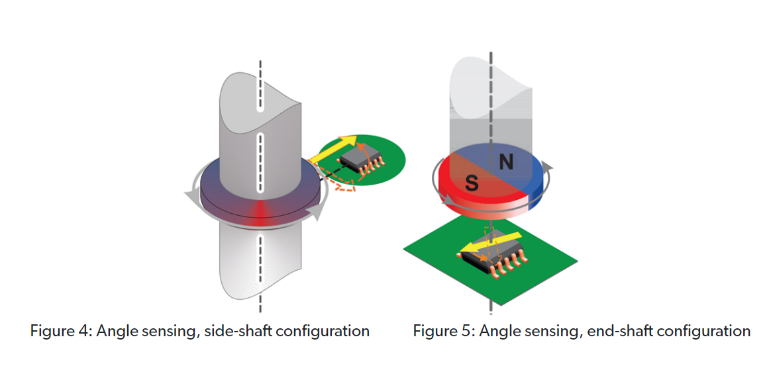 N
S
Figure 4: Angle sensing, side-shaft configuration
Figure 5: Angle sensing, end-shaft configuration